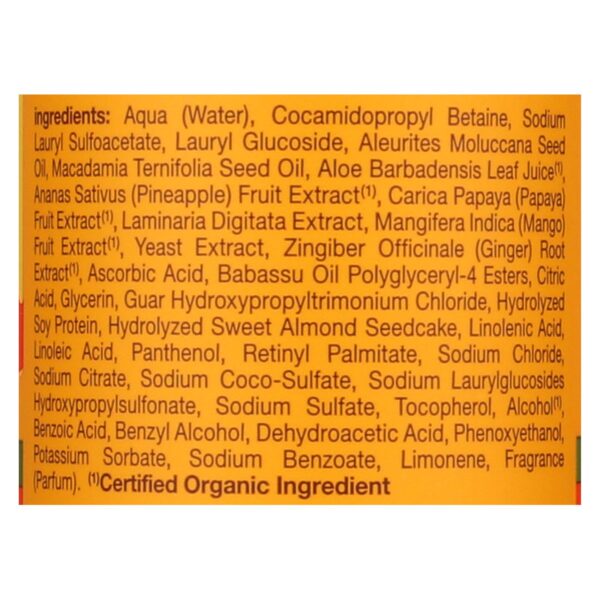 ingredients: Aqua (Water), Cocamidopropyl Betaine, Sodium
Lauryl Sulfoacetate, Lauryl Glucoside, Aleurites Moluccana Seed
Oil, Macadamia Ternifolia Seed Oil, Aloe Barbadensis Leaf Juice⁽¹⁾,
Ananas Sativus (Pineapple) Fruit Extract⁽¹⁾, Carica Papaya (Papaya)
Fruit Extract⁽¹⁾, Laminaria Digitata Extract, Mangifera Indica (Mango)
Fruit Extract⁽¹⁾, Yeast Extract, Zingiber Officinale (Ginger) Root
Extract⁽¹⁾, Ascorbic Acid, Babassu Oil Polyglyceryl-4 Esters, Citric
Acid, Glycerin, Guar Hydroxypropyltrimonium Chloride, Hydrolyzed
Soy Protein, Hydrolyzed Sweet Almond Seedcake, Linolenic Acid,
Linoleic Acid, Panthenol, Retinyl Palmitate, Sodium Chloride,
Sodium Citrate, Sodium Coco-Sulfate, Sodium Laurylglucosides
Hydroxypropylsulfonate, Sodium Sulfate, Tocopherol, Alcohol⁽¹⁾,
Benzoic Acid, Benzyl Alcohol, Dehydroacetic Acid, Phenoxyethanol,
Potassium Sorbate, Sodium Benzoate, Limonene, Fragrance
(Parfum). ⁽¹⁾Certified Organic Ingredient